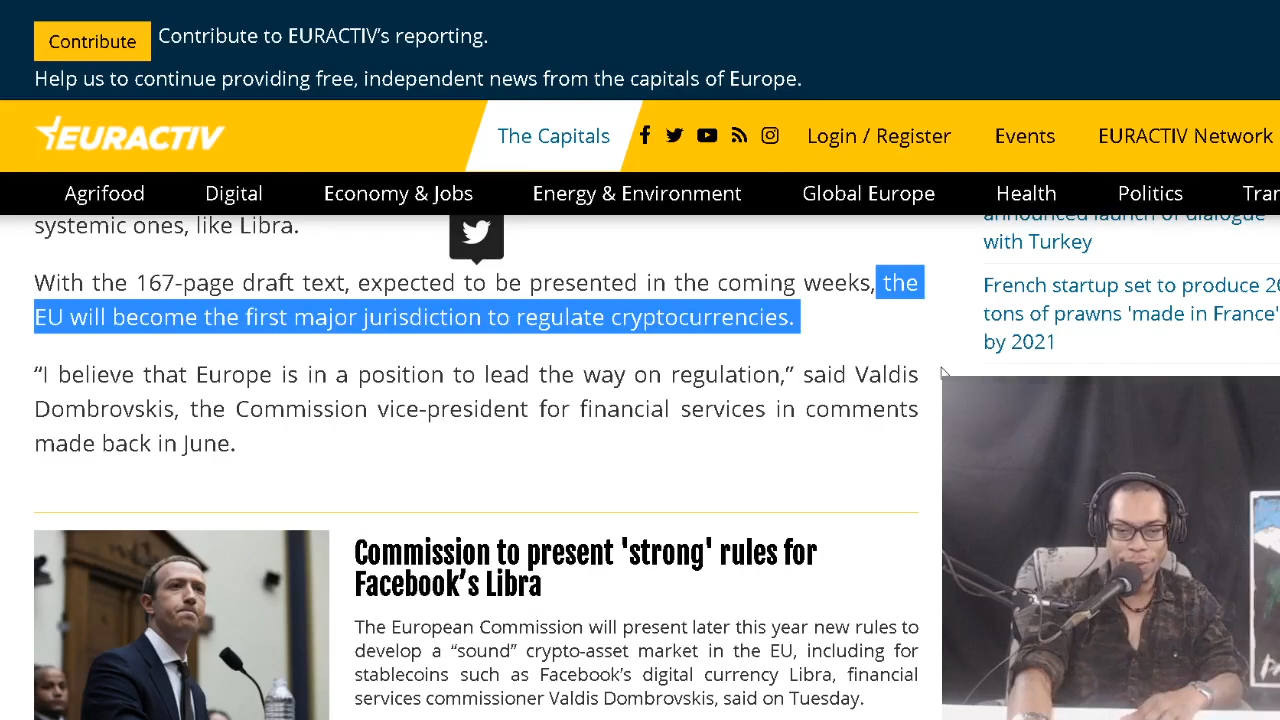 Contribute
Contribute to EURACTIV's reporting.
Help us to continue providing free, independent news from the capitals of Europe.
EURACTIV
The Capitals
Login / Register
Events
EURACTIV Network
Agrifood
Digital
Economy & Jobs
Energy & Environment
Global Europe
Health
Politics
Tran
systemic ones, like Libra.
With the 167-page draft text, expected to be presented in the coming weeks, the
EU will become the first major jurisdiction to regulate cryptocurrencies.
“I believe that Europe is in a position to lead the way on regulation,” said Valdis
Dombrovskis, the Commission vice-president for financial services in comments
made back in June.
Commission to present 'strong' rules for
Facebook’s Libra
The European Commission will present later this year new rules to
develop a “sound” crypto-asset market in the EU, including for
stablecoins such as Facebook’s digital currency Libra, financial
services commissioner Valdis Dombrovskis, said on Tuesday.
announced launch of dialogue
with Turkey
French startup set to produce 20
tons of prawns 'made in France'
by 2021